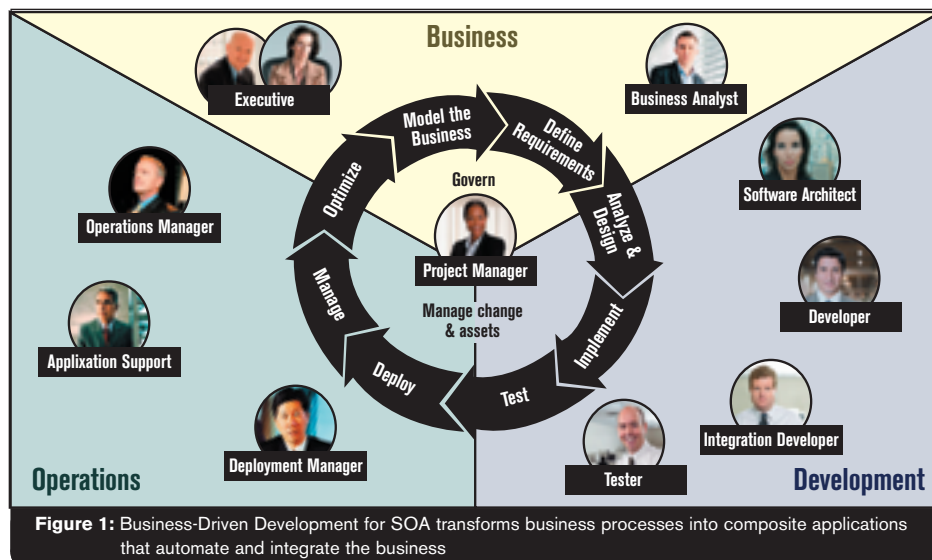 Business
Executive
Business Analyst
Model the
Business
Define
Requirements
Software Architect
Optimize
Govern
Analyze &
Design
Operations Manager
Project Manager
Manage
Manage change
& assets
Implement
Developer
Applixation Support
Deploy
Test
Integration Developer
Deployment Manager
Tester
Operations
Development
Figure 1: Business-Driven Development for SOA transforms business processes into composite applications
that automate and integrate the business